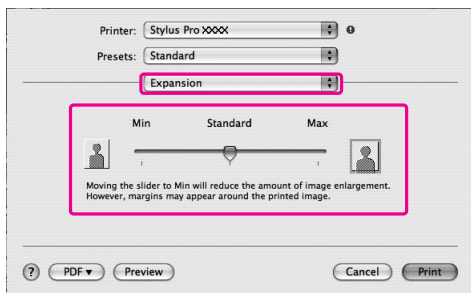 Printer: Stylus Pro XXXX
Presets: Standard
Expansion
Min Standard Max
Moving the slider to Min will reduce the amount of image enlargement.
However, margins may appear around the printed image.
? PDF ▼ Preview Cancel Print